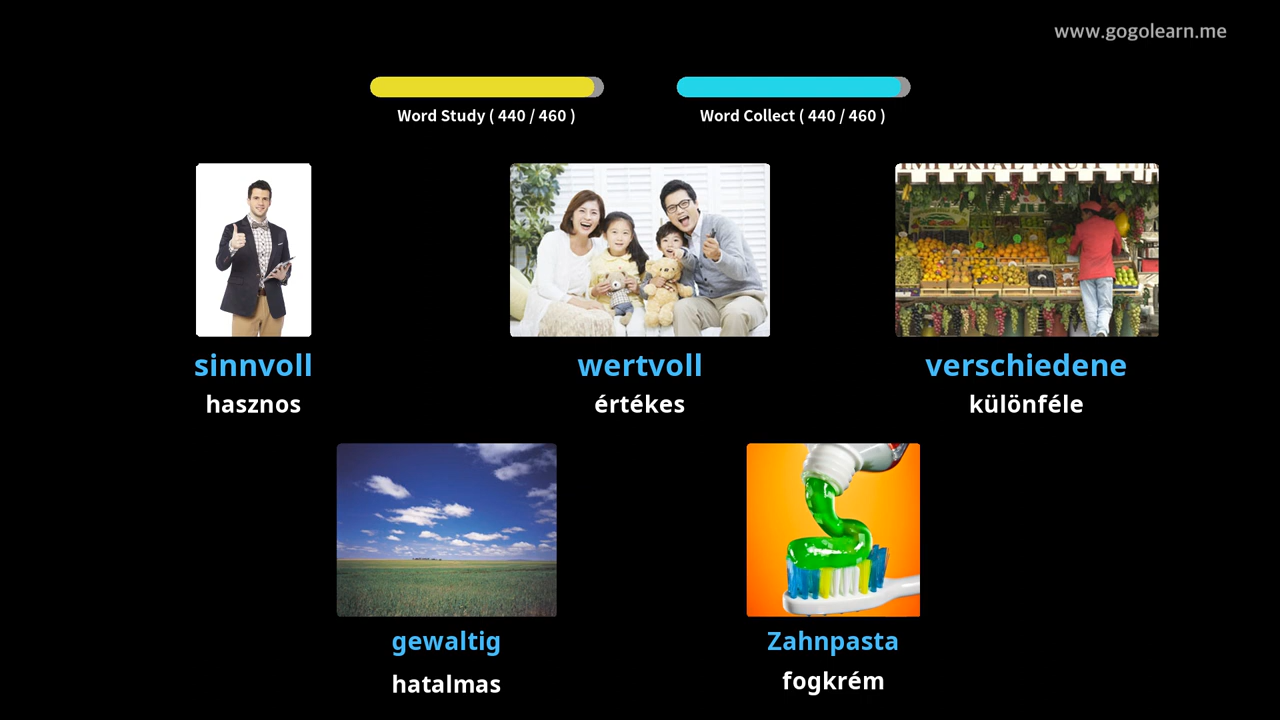 www.gogolearn.me
Word Study ( 440 / 460 )
Word Collect ( 440 / 460 )
sinnvoll
hasznos
wertvoll
értékes
verschiedene
különféle
gewaltig
hatalmas
Zahnpasta
fogkrém